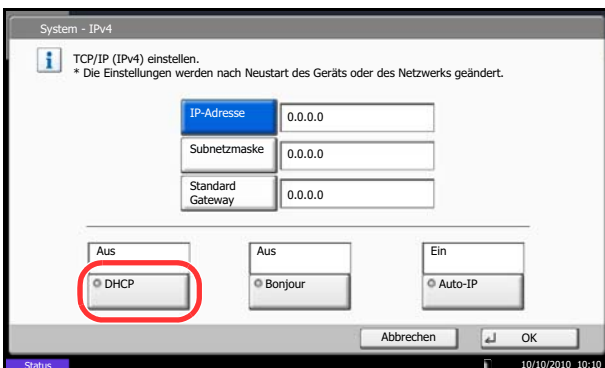 System - IPv4
TCP/IP (IPv4) einstellen.
* Die Einstellungen werden nach Neustart des Geräts oder des Netzwerks geändert.
IP-Adresse 0.0.0.0
Subnetzmaske 0.0.0.0
Standard
Gateway 0.0.0.0
Aus Aus Ein
DHCP Bonjour Auto-IP
Abbrechen OK
Status 10/10/2010 10:10